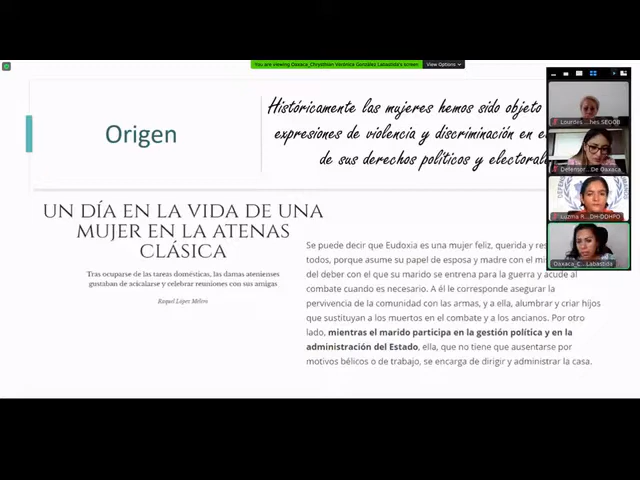 You are viewing Oaxaca_Chrysthian Verónica González Labastida's screen
View Options
Origen
Históricamente las mujeres hemos sido objeto
expresiones de violencia y discriminación en
de sus derechos políticos y
UN DÍA EN LA VIDA DE UNA
MUJER EN LA ATENAS
CLÁSICA
Tras ocuparse de las tareas domésticas, las damas atenienses
gustaban de acicalarse y celebrar reuniones con sus amigas
Raquel López Melero
Se puede decir que Eudoxia es una mujer feliz, querida y
todos, porque asume su papel de esposa y madre con el
del deber con el que su marido se entrena para la guerra y acude al
combate cuando es necesario. A él le corresponde asegurar la
pervivencia de la comunidad con las armas, y a ella, alumbrar y criar hijos
que sustituyan a los muertos en el combate y a los ancianos. Por otro
lado, mientras el marido participa en la gestión política y en la
administración del Estado, ella, que no tiene que ausentarse por
motivos bélicos o de trabajo, se encarga de dirigir y administrar la casa.
Lourdes ...hes SEOOB
Defensor... De Oaxaca
DH-DDHPO
Oaxaca_C... Labastida